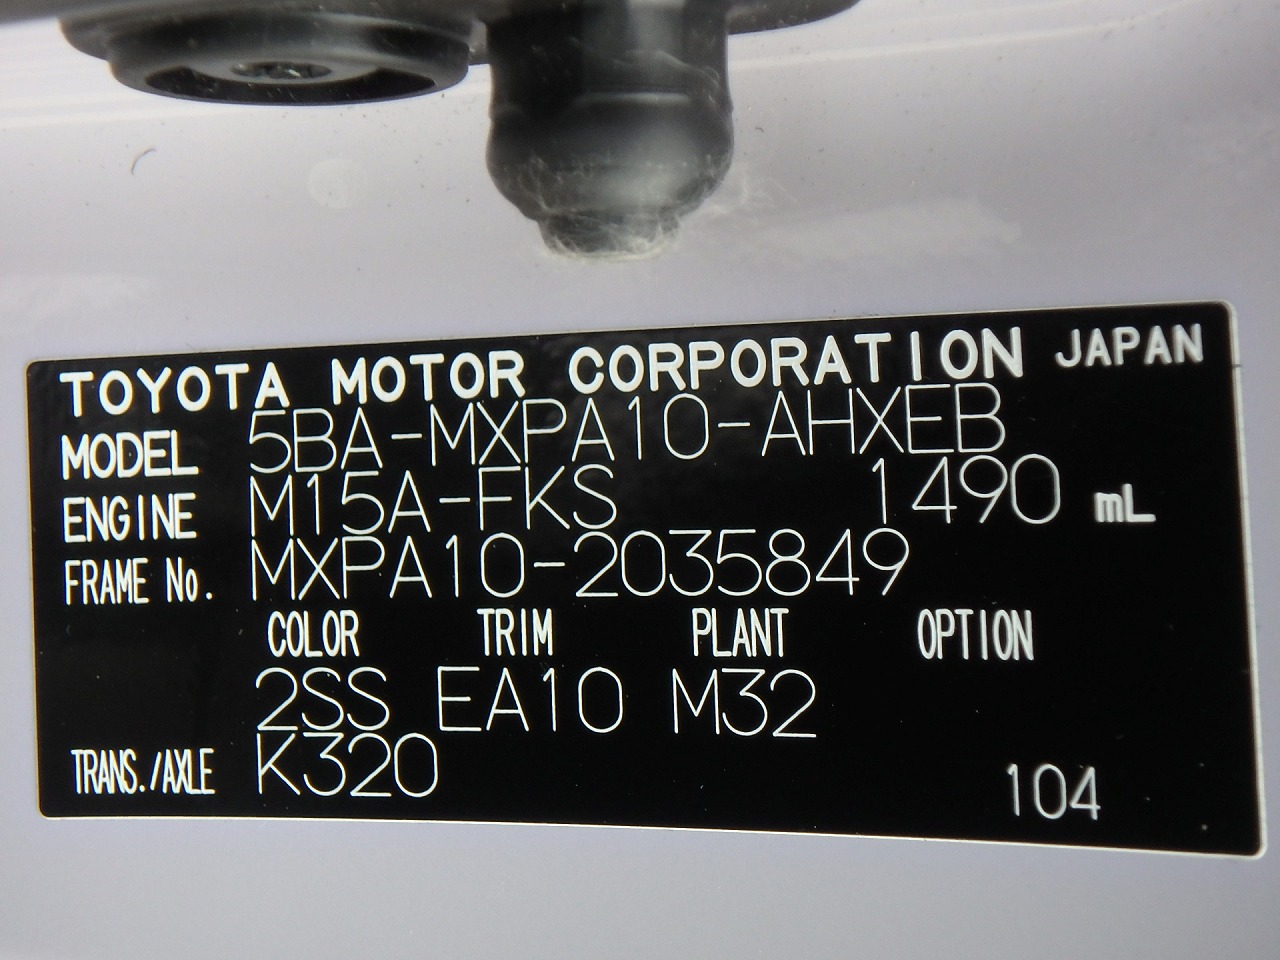 TOYOTA MOTOR CORPORATION JAPAN
MODEL 5BA-MXPA10-AHXEB
ENGINE M15A-FKS 1490 mL
FRAME No. MXPA10-2035849
COLOR TRIM PLANT OPTION
2SS EA10 M32
TRANS./AXLE K320
104